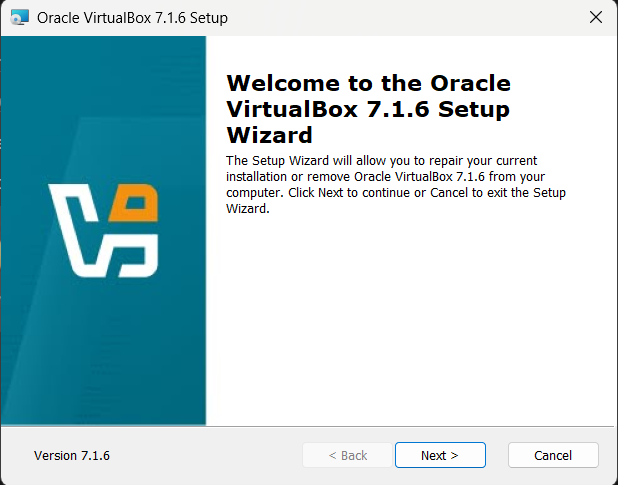 Oracle VirtualBox 7.1.6 Setup
Welcome to the Oracle
VirtualBox 7.1.6 Setup
Wizard
The Setup Wizard will allow you to repair your current
installation or remove Oracle VirtualBox 7.1.6 from your
computer. Click Next to continue or Cancel to exit the Setup
Wizard.
Version 7.1.6
< Back
Next >
Cancel